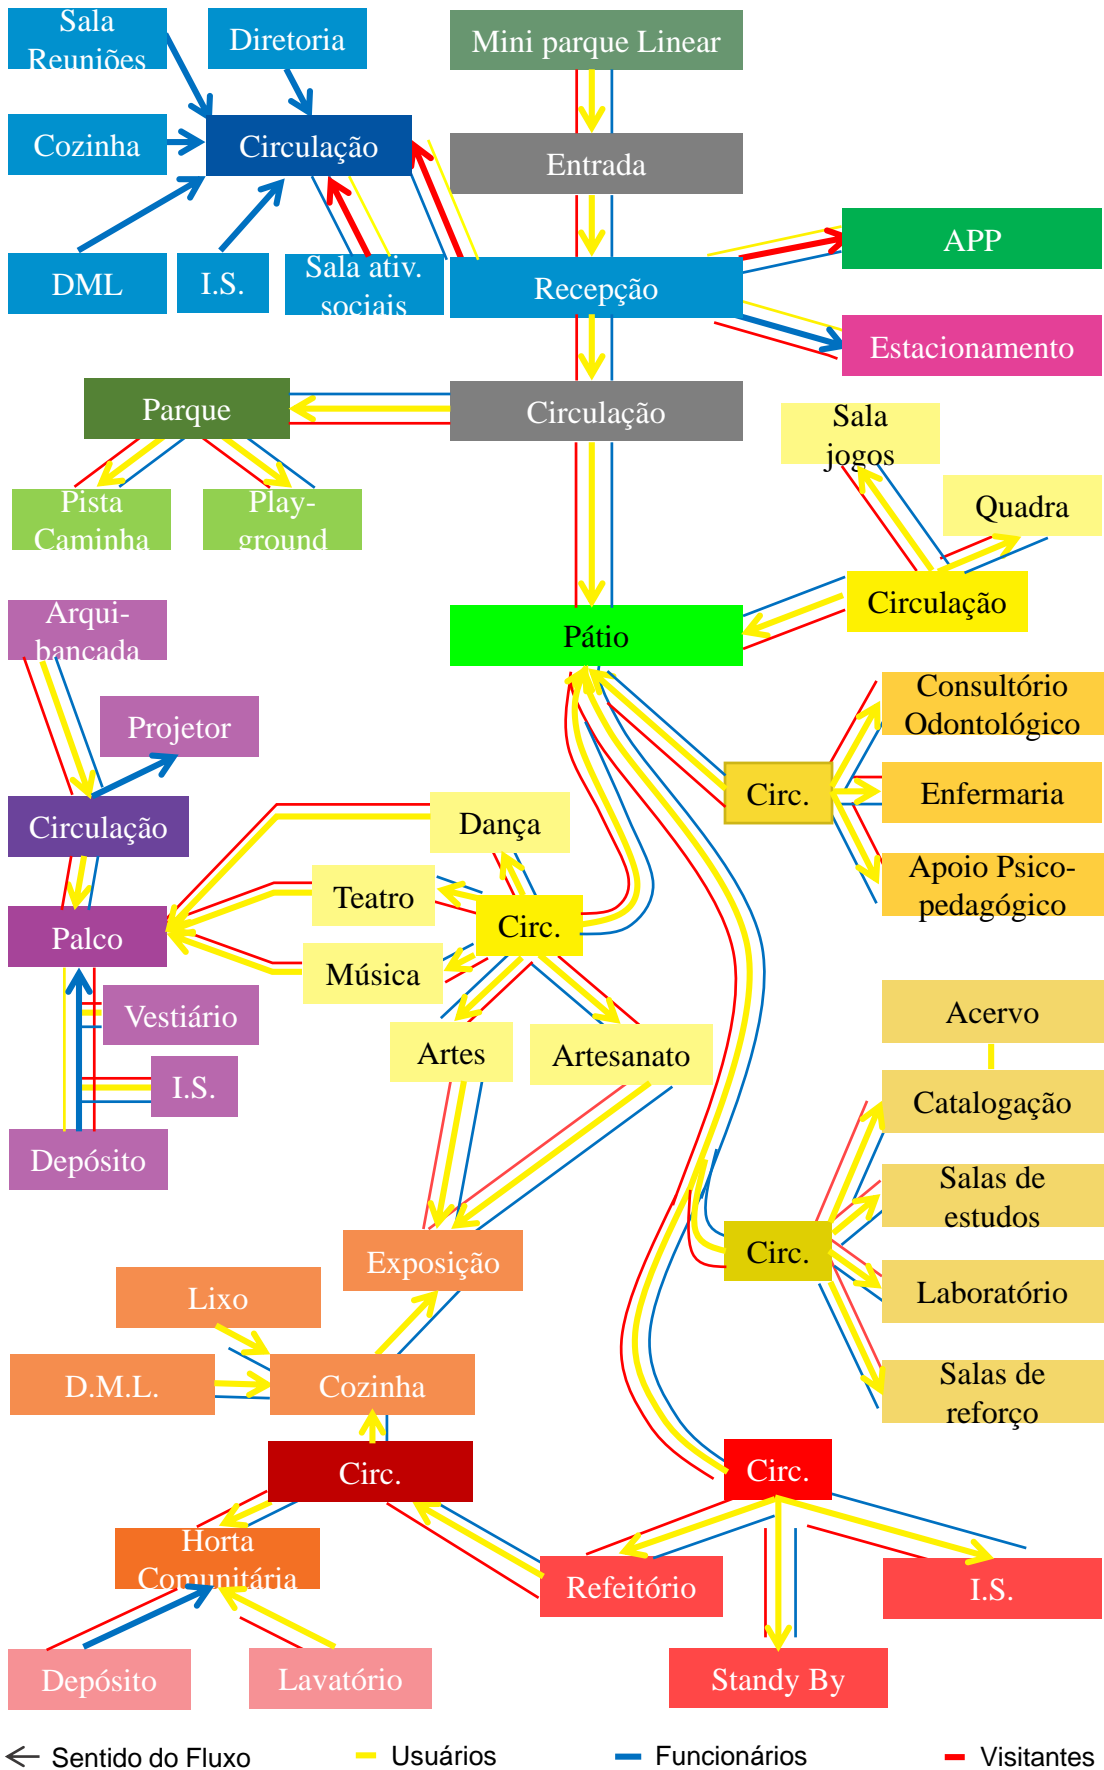 Sala
Reuniões
Diretoria
Mini parque Linear
Cozinha
Circulação
Entrada
DML
I.S.
Sala ativ.
sociais
Recepção
APP
Estacionamento
Parque
Circulação
Sala
jogos
Pista
Caminha
Play-
ground
Quadra
Circulação
Pátio
Arqui-
bancada
Projetor
Circulação
Consultório
Odontológico
Circ.
Enfermaria
Apoio Psico-
pedagógico
Dança
Teatro
Circ.
Palco
Música
Vestiário
Artes
Artesanato
I.S.
Depósito
Acervo
Catalogação
Salas de
estudos
Circ.
Laboratório
Salas de
reforço
Exposição
Lixo
D.M.L.
Cozinha
Circ.
Circ.
Horta
Comunitária
Refeitório
I.S.
Depósito
Lavatório
Standy By
Sentido do Fluxo
Usuários
Funcionários
Visitantes